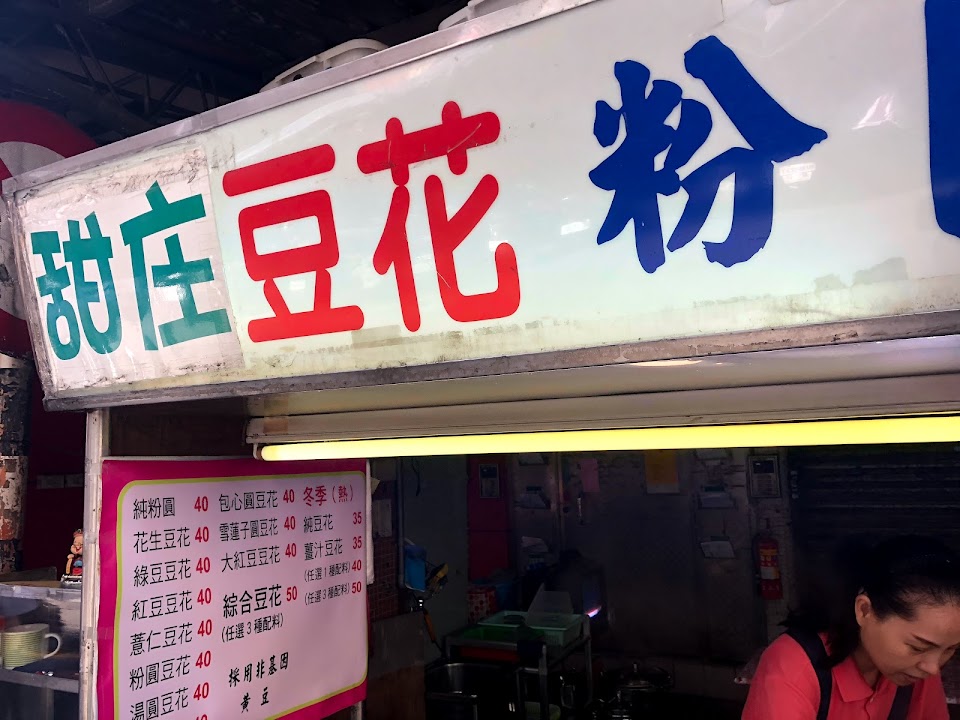 甜庄豆花 粉
純粉圓 40
花生豆花 40
綠豆豆花 40
紅豆豆花 40
薏仁豆花 40
粉圓豆花 40
湯圓豆花 40
包心圓豆花 40
雪蓮子圓豆花 40
大紅豆豆花 40
綜合豆花 50
(任選3種配料)
採用非基因
黃豆
冬季(熱)
純豆花 35
薑汁豆花 35
(任選1種配料) 40
(任選3種配料) 50